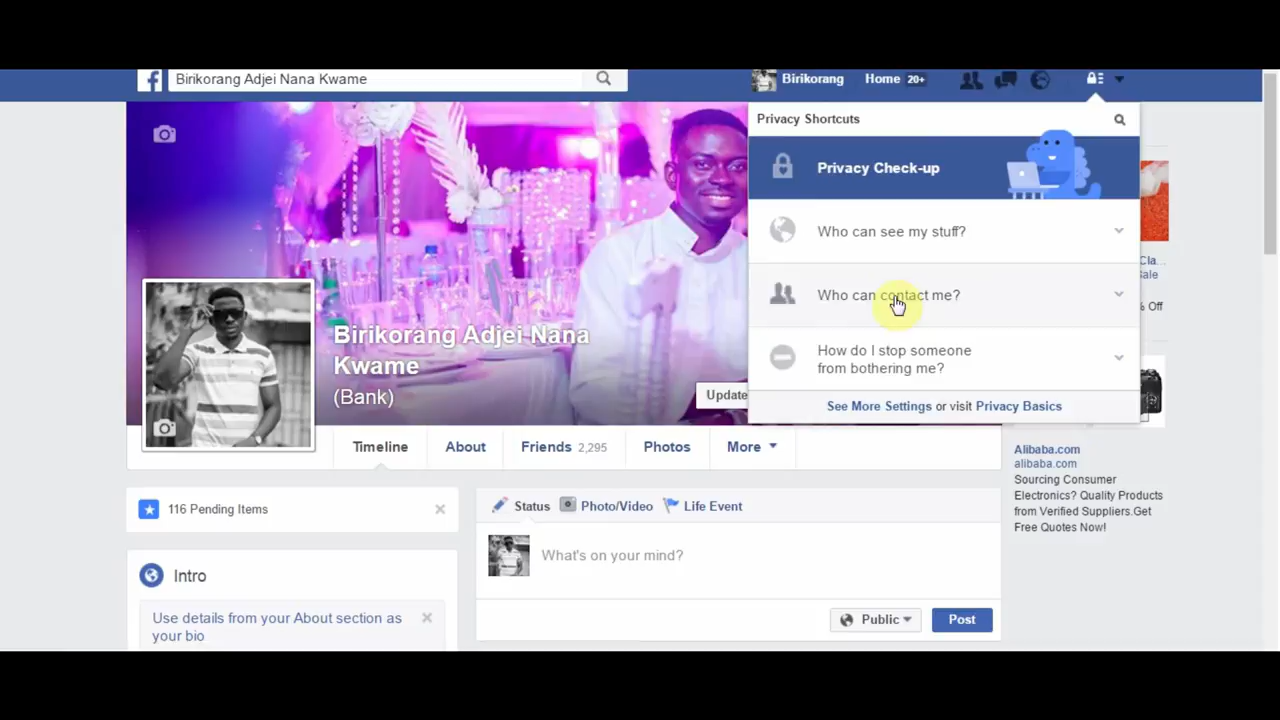 Birikorang Adjei Nana Kwame
Birikorang
Home 20+
Privacy Shortcuts
Privacy Check-up
Who can see my stuff?
Who can contact me?
How do I stop someone
from bothering me?
See More Settings or visit Privacy Basics
Birikorang Adjei Nana
Kwame
(Bank)
Update
Timeline
About
Friends 2,295
Photos
More
116 Pending Items
Status
Photo/Video
Life Event
What's on your mind?
Public
Post
Intro
Use details from your About section as
your bio
Cla...
ale
% Off
Alibaba.com
alibaba.com
Sourcing Consumer
Electronics? Quality Products
from Verified Suppliers.Get
Free Quotes Now!